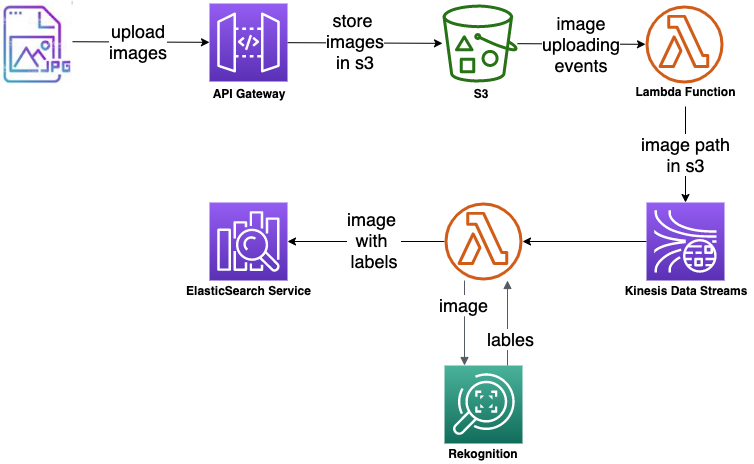 JPG
upload
images
</>
API Gateway
store
images
in s3
S3
image
uploading
events
Lambda Function
image path
in s3
Kinesis Data Streams
image
with
labels
ElasticSearch Service
image
lables
Rekognition